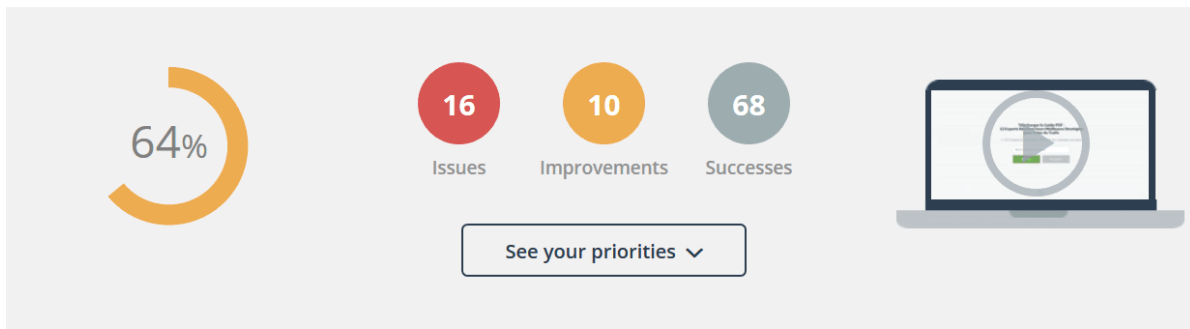 64%
16
10
68
Issues
Improvements
Successes
See your priorities